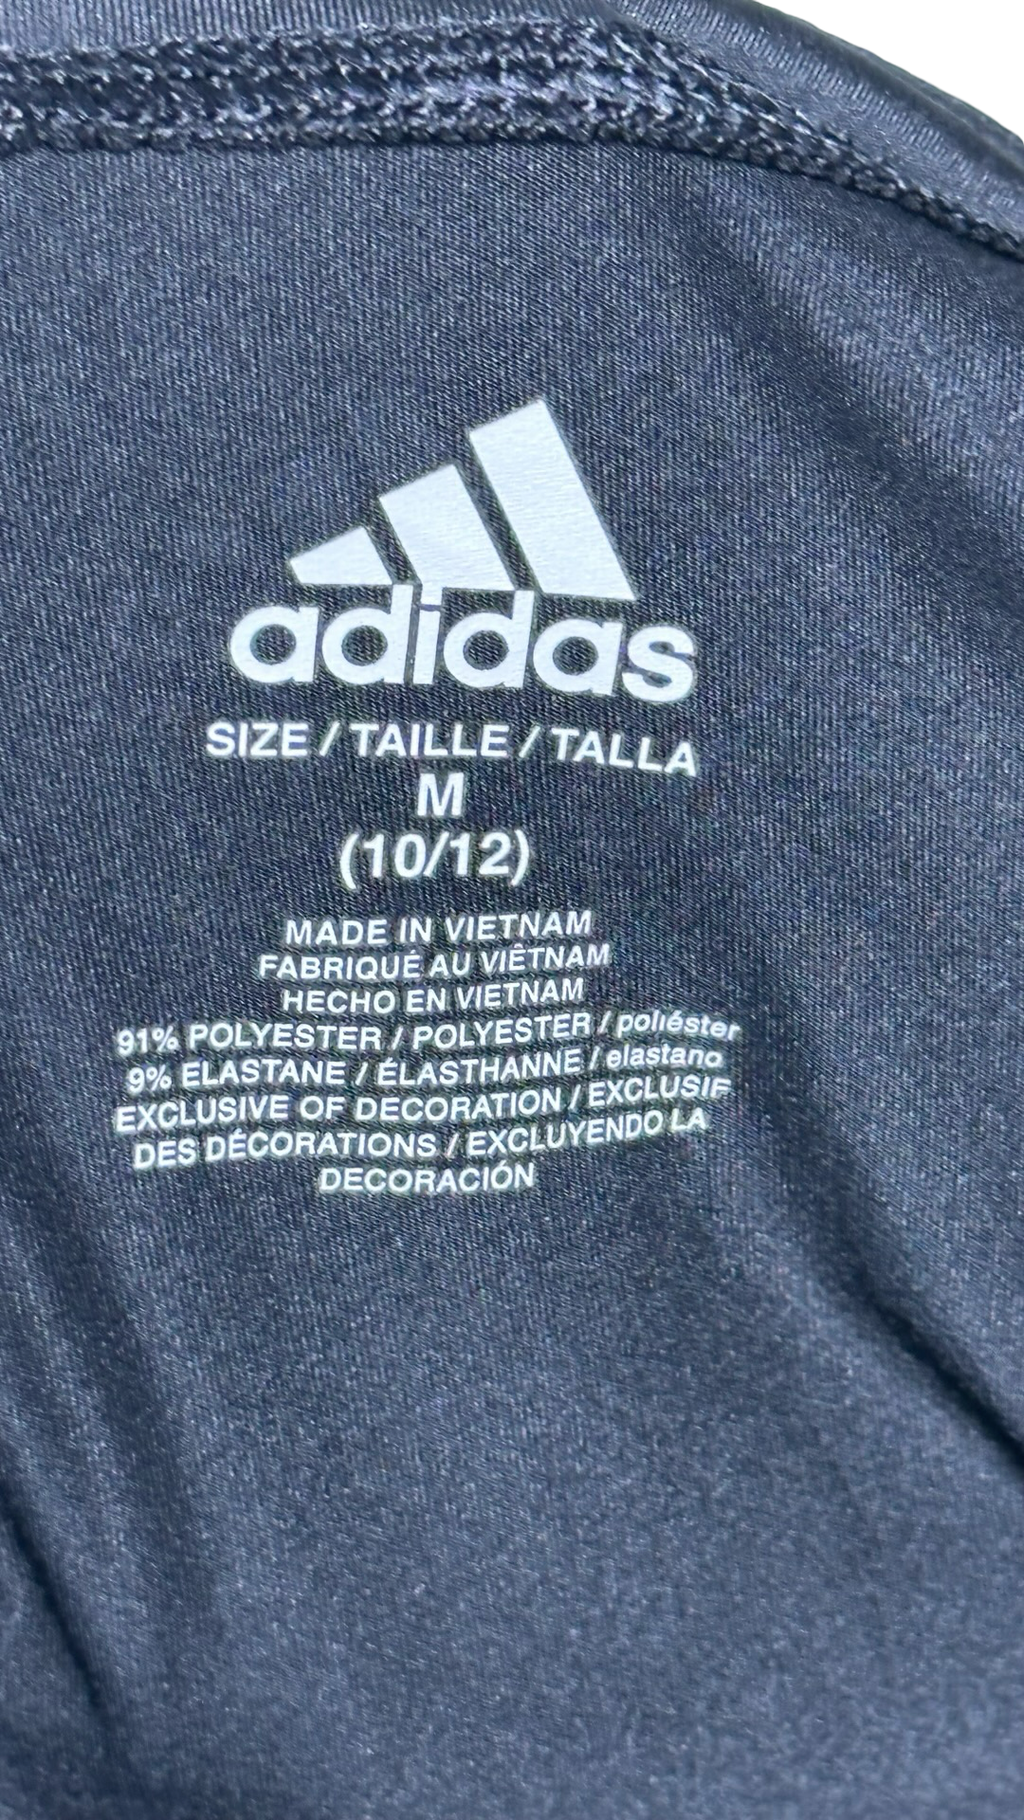 adidas
SIZE / TAILLE / TALLA
M
(10/12)
MADE IN VIETNAM
FABRIQUÉ AU VIÊTNAM
HECHO EN VIETNAM
91% POLYESTER / POLYESTER / poliéster
9% ELASTANE / ÉLASTHANNE / elastano
EXCLUSIVE OF DECORATION / EXCLUSIF
DES DÉCORATIONS / EXCLUYENDO LA
DECORACIÓN